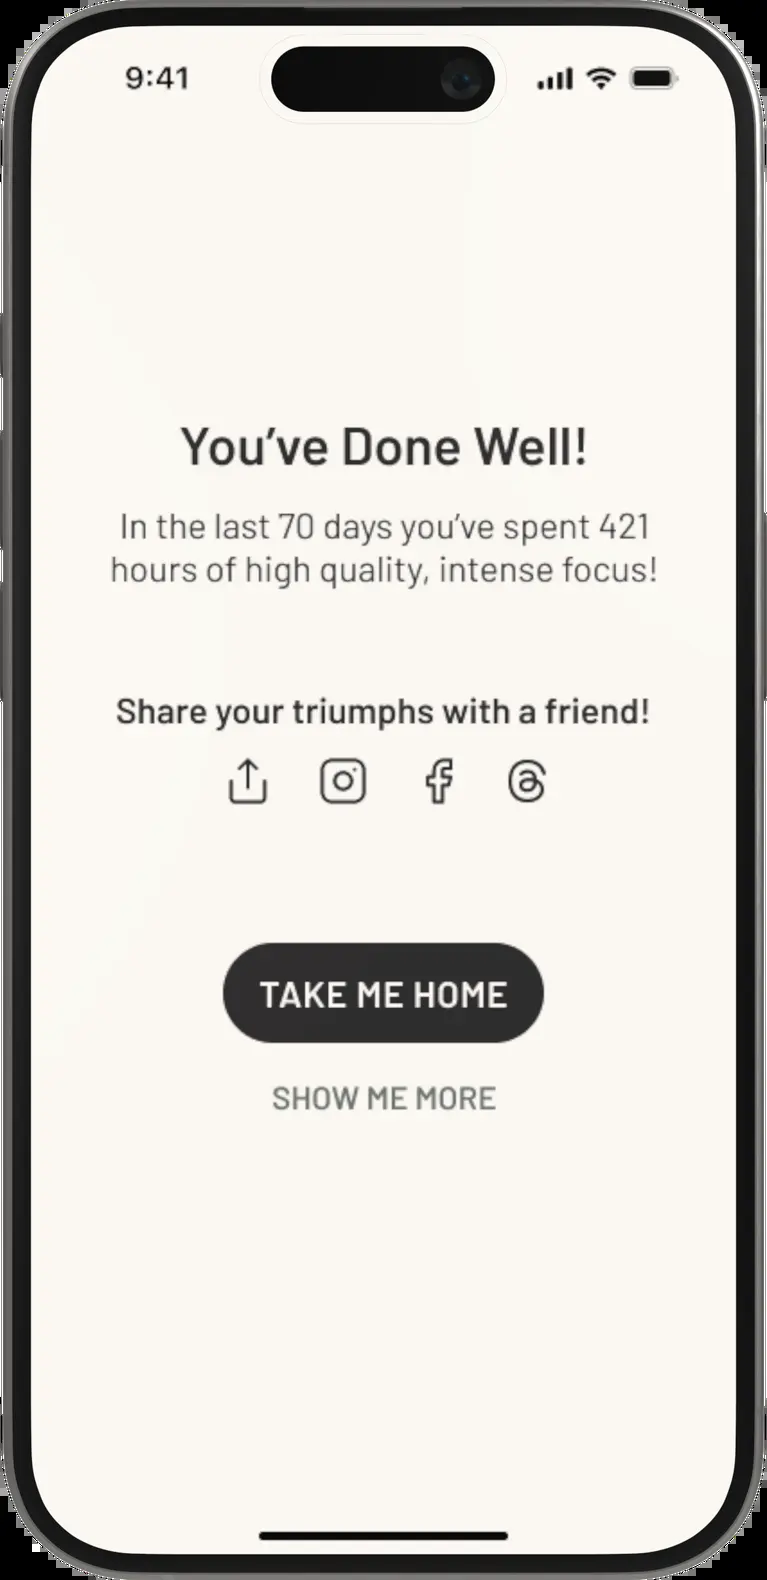 9:41
You’ve Done Well!
In the last 70 days you’ve spent 421
hours of high quality, intense focus!
Share your triumphs with a friend!
TAKE ME HOME
SHOW ME MORE